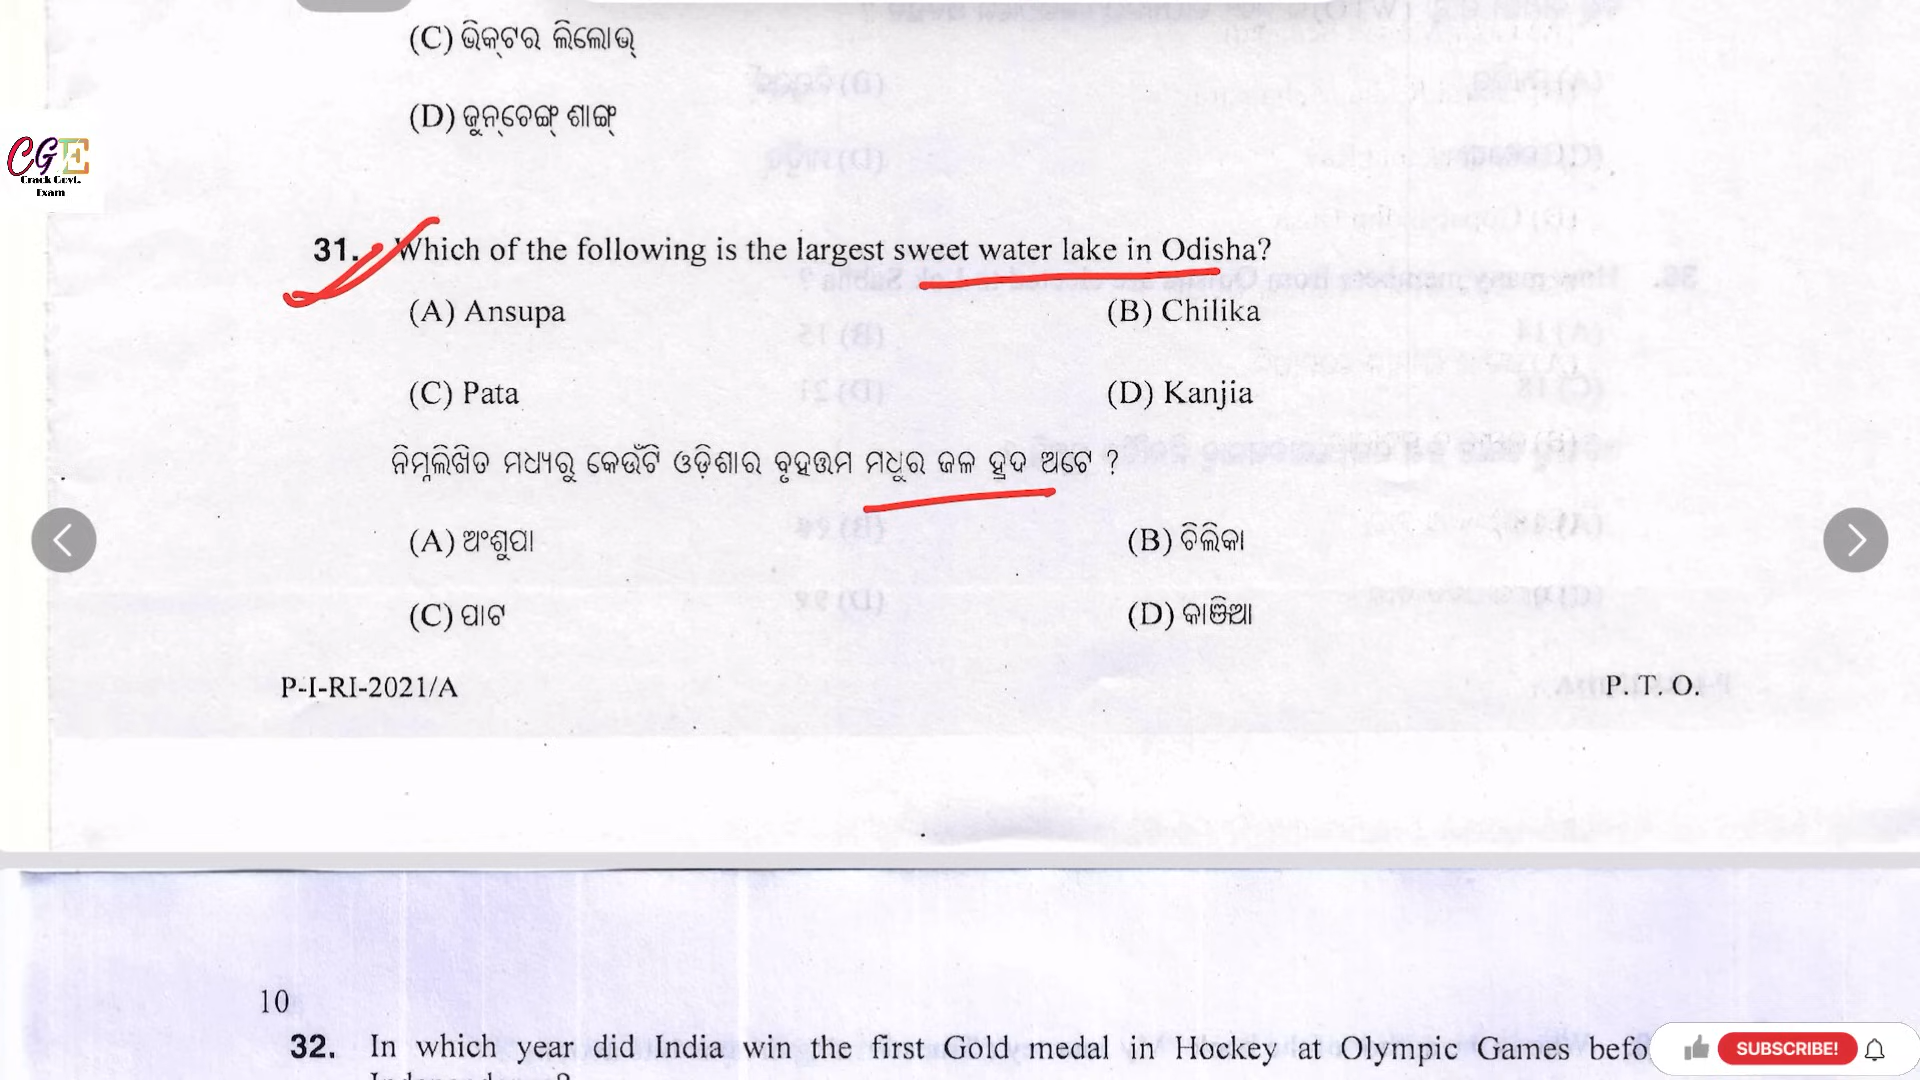 (C) ଭିକ୍ଟର ଲିଲୋଭ୍
(D) ଜୁନ୍‌ଚେଙ୍ଗ୍ ଶାଙ୍ଗ୍
CGE
Crack Govt.
Exam
31. Which of the following is the largest sweet water lake in Odisha?
(A) Ansupa (B) Chilika
(C) Pata (D) Kanjia
ନିମ୍ନଲିଖିତ ମଧ୍ୟରୁ କେଉଁଟି ଓଡ଼ିଶାର ବୃହତ୍ତମ ମଧୁର ଜଳ ହ୍ରଦ ଅଟେ ?
(A) ଅଂଶୁପା (B) ଚିଲିକା
(C) ପାଟ (D) କାଞ୍ଜିଆ
P-I-RI-2021/A P. T. O.
10
32. In which year did India win the first Gold medal in Hockey at Olympic Games befo
SUBSCRIBE!